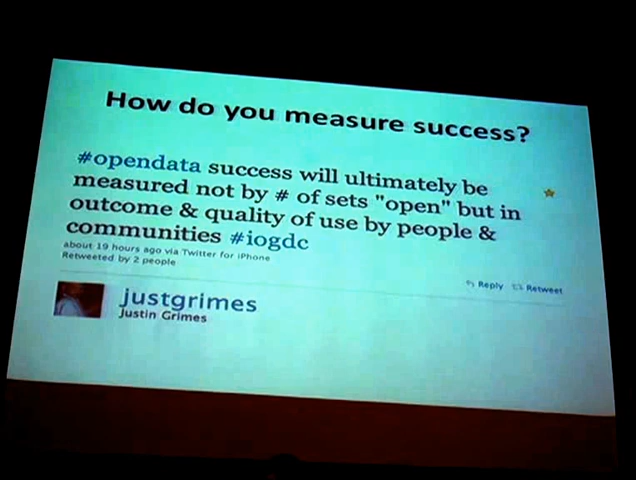 How do you measure success?
#opendata success will ultimately be
measured not by # of sets "open" but in
outcome & quality of use by people &
communities #iogdc
about 19 hours ago via Twitter for iPhone
Retweeted by 2 people
Reply Retweet
justgrimes
Justin Grimes